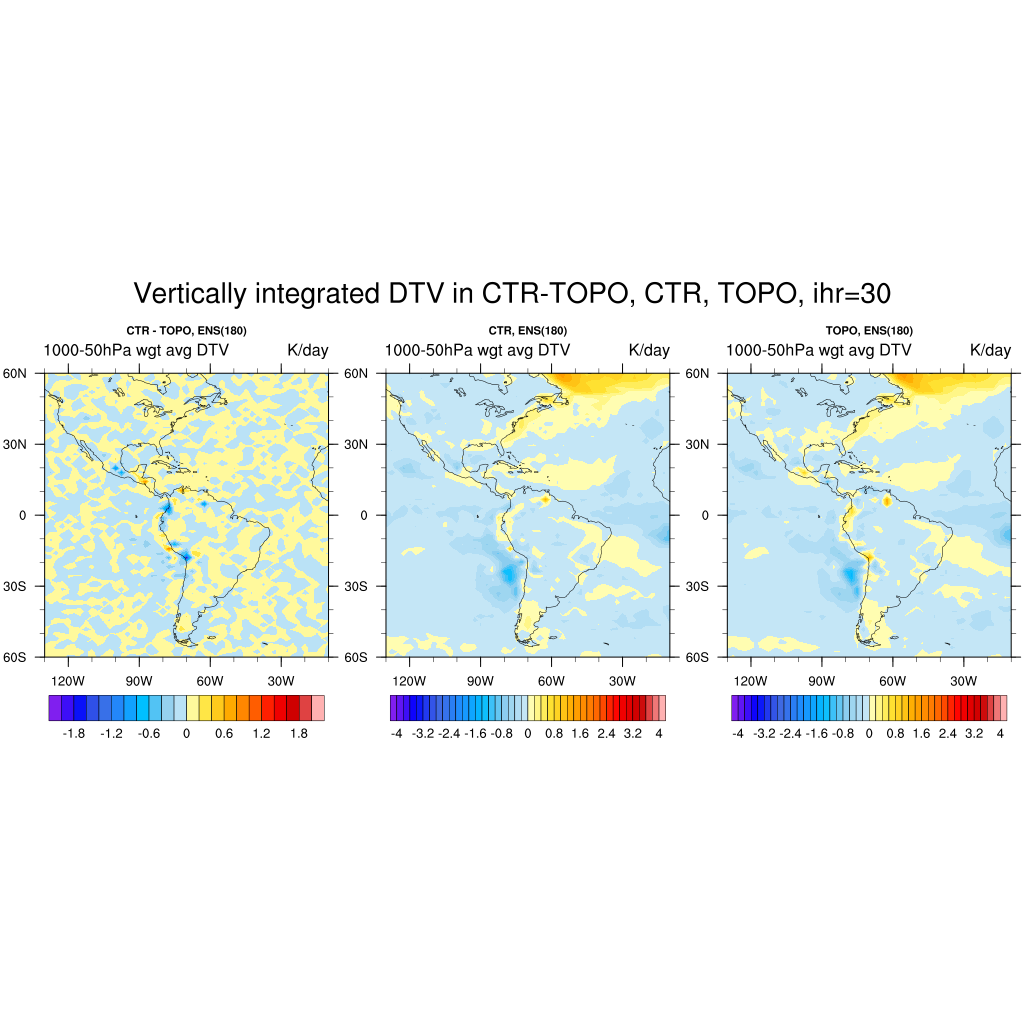 Vertically integrated DTV in CTR-TOPO, CTR, TOPO, ihr=30
CTR - TOPO, ENS(180)
1000-50hPa wgt avg DTV K/day
60N
30N
0
30S
60S
120W 90W 60W 30W
-1.8 -1.2 -0.6 0 0.6 1.2 1.8
CTR, ENS(180)
1000-50hPa wgt avg DTV K/day
60N
30N
0
30S
60S
120W 90W 60W 30W
-4 -3.2 -2.4 -1.6 -0.8 0 0.8 1.6 2.4 3.2 4
TOPO, ENS(180)
1000-50hPa wgt avg DTV K/day
60N
30N
0
30S
60S
120W 90W 60W 30W
-4 -3.2 -2.4 -1.6 -0.8 0 0.8 1.6 2.4 3.2 4